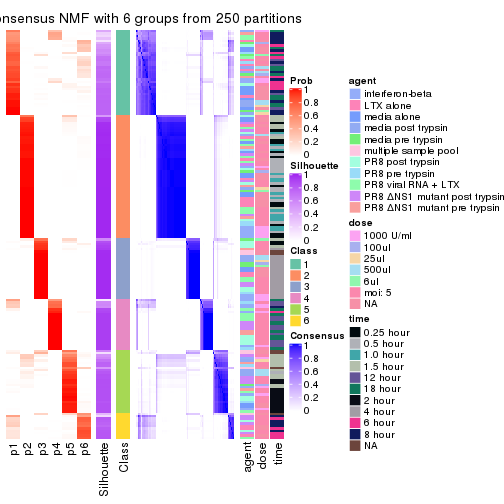 onsensus NMF with 6 groups from 250 partitions
Prob
1
0.8
0.6
0.4
0.2
0
Silhouette
1
0.8
0.6
0.4
0.2
0
Class
1
2
3
4
5
6
Consensus
1
0.8
0.6
0.4
0.2
0
agent
interferon-beta
LTX alone
media alone
media post trypsin
media pre trypsin
multiple sample pool
PR8 post trypsin
PR8 pre trypsin
PR8 viral RNA + LTX
PR8 ΔNS1 mutant post trypsin
PR8 ΔNS1 mutant pre trypsin
dose
1000 U/ml
100ul
25ul
500ul
6ul
moi: 5
NA
time
0.25 hour
0.5 hour
1.0 hour
1.5 hour
12 hour
18 hour
2 hour
4 hour
6 hour
8 hour
NA
p1
p2
p3
p4
p5
p6
Silhouette
Class
agent
dose
time